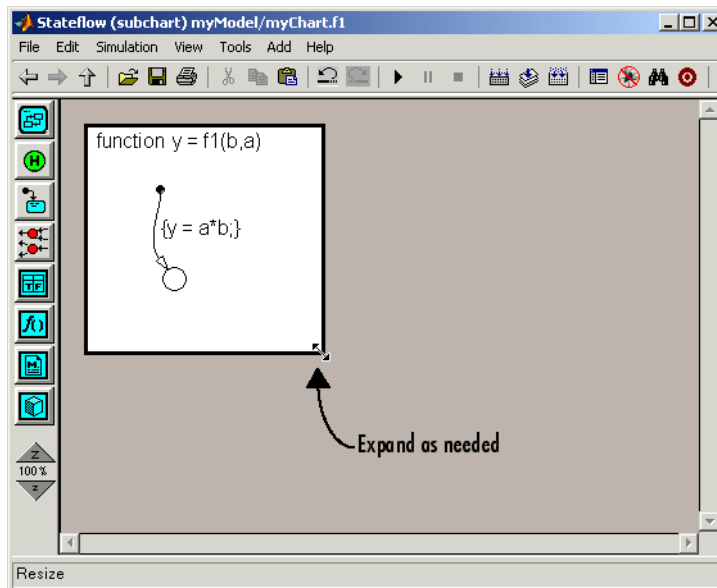 Stateflow (subchart) myModel/myChart.f1
File Edit Simulation View Tools Add Help
H
function y = f1(b,a)
{y = a*b;}
TF
f()
M
Z
100%
z
Expand as needed
Resize